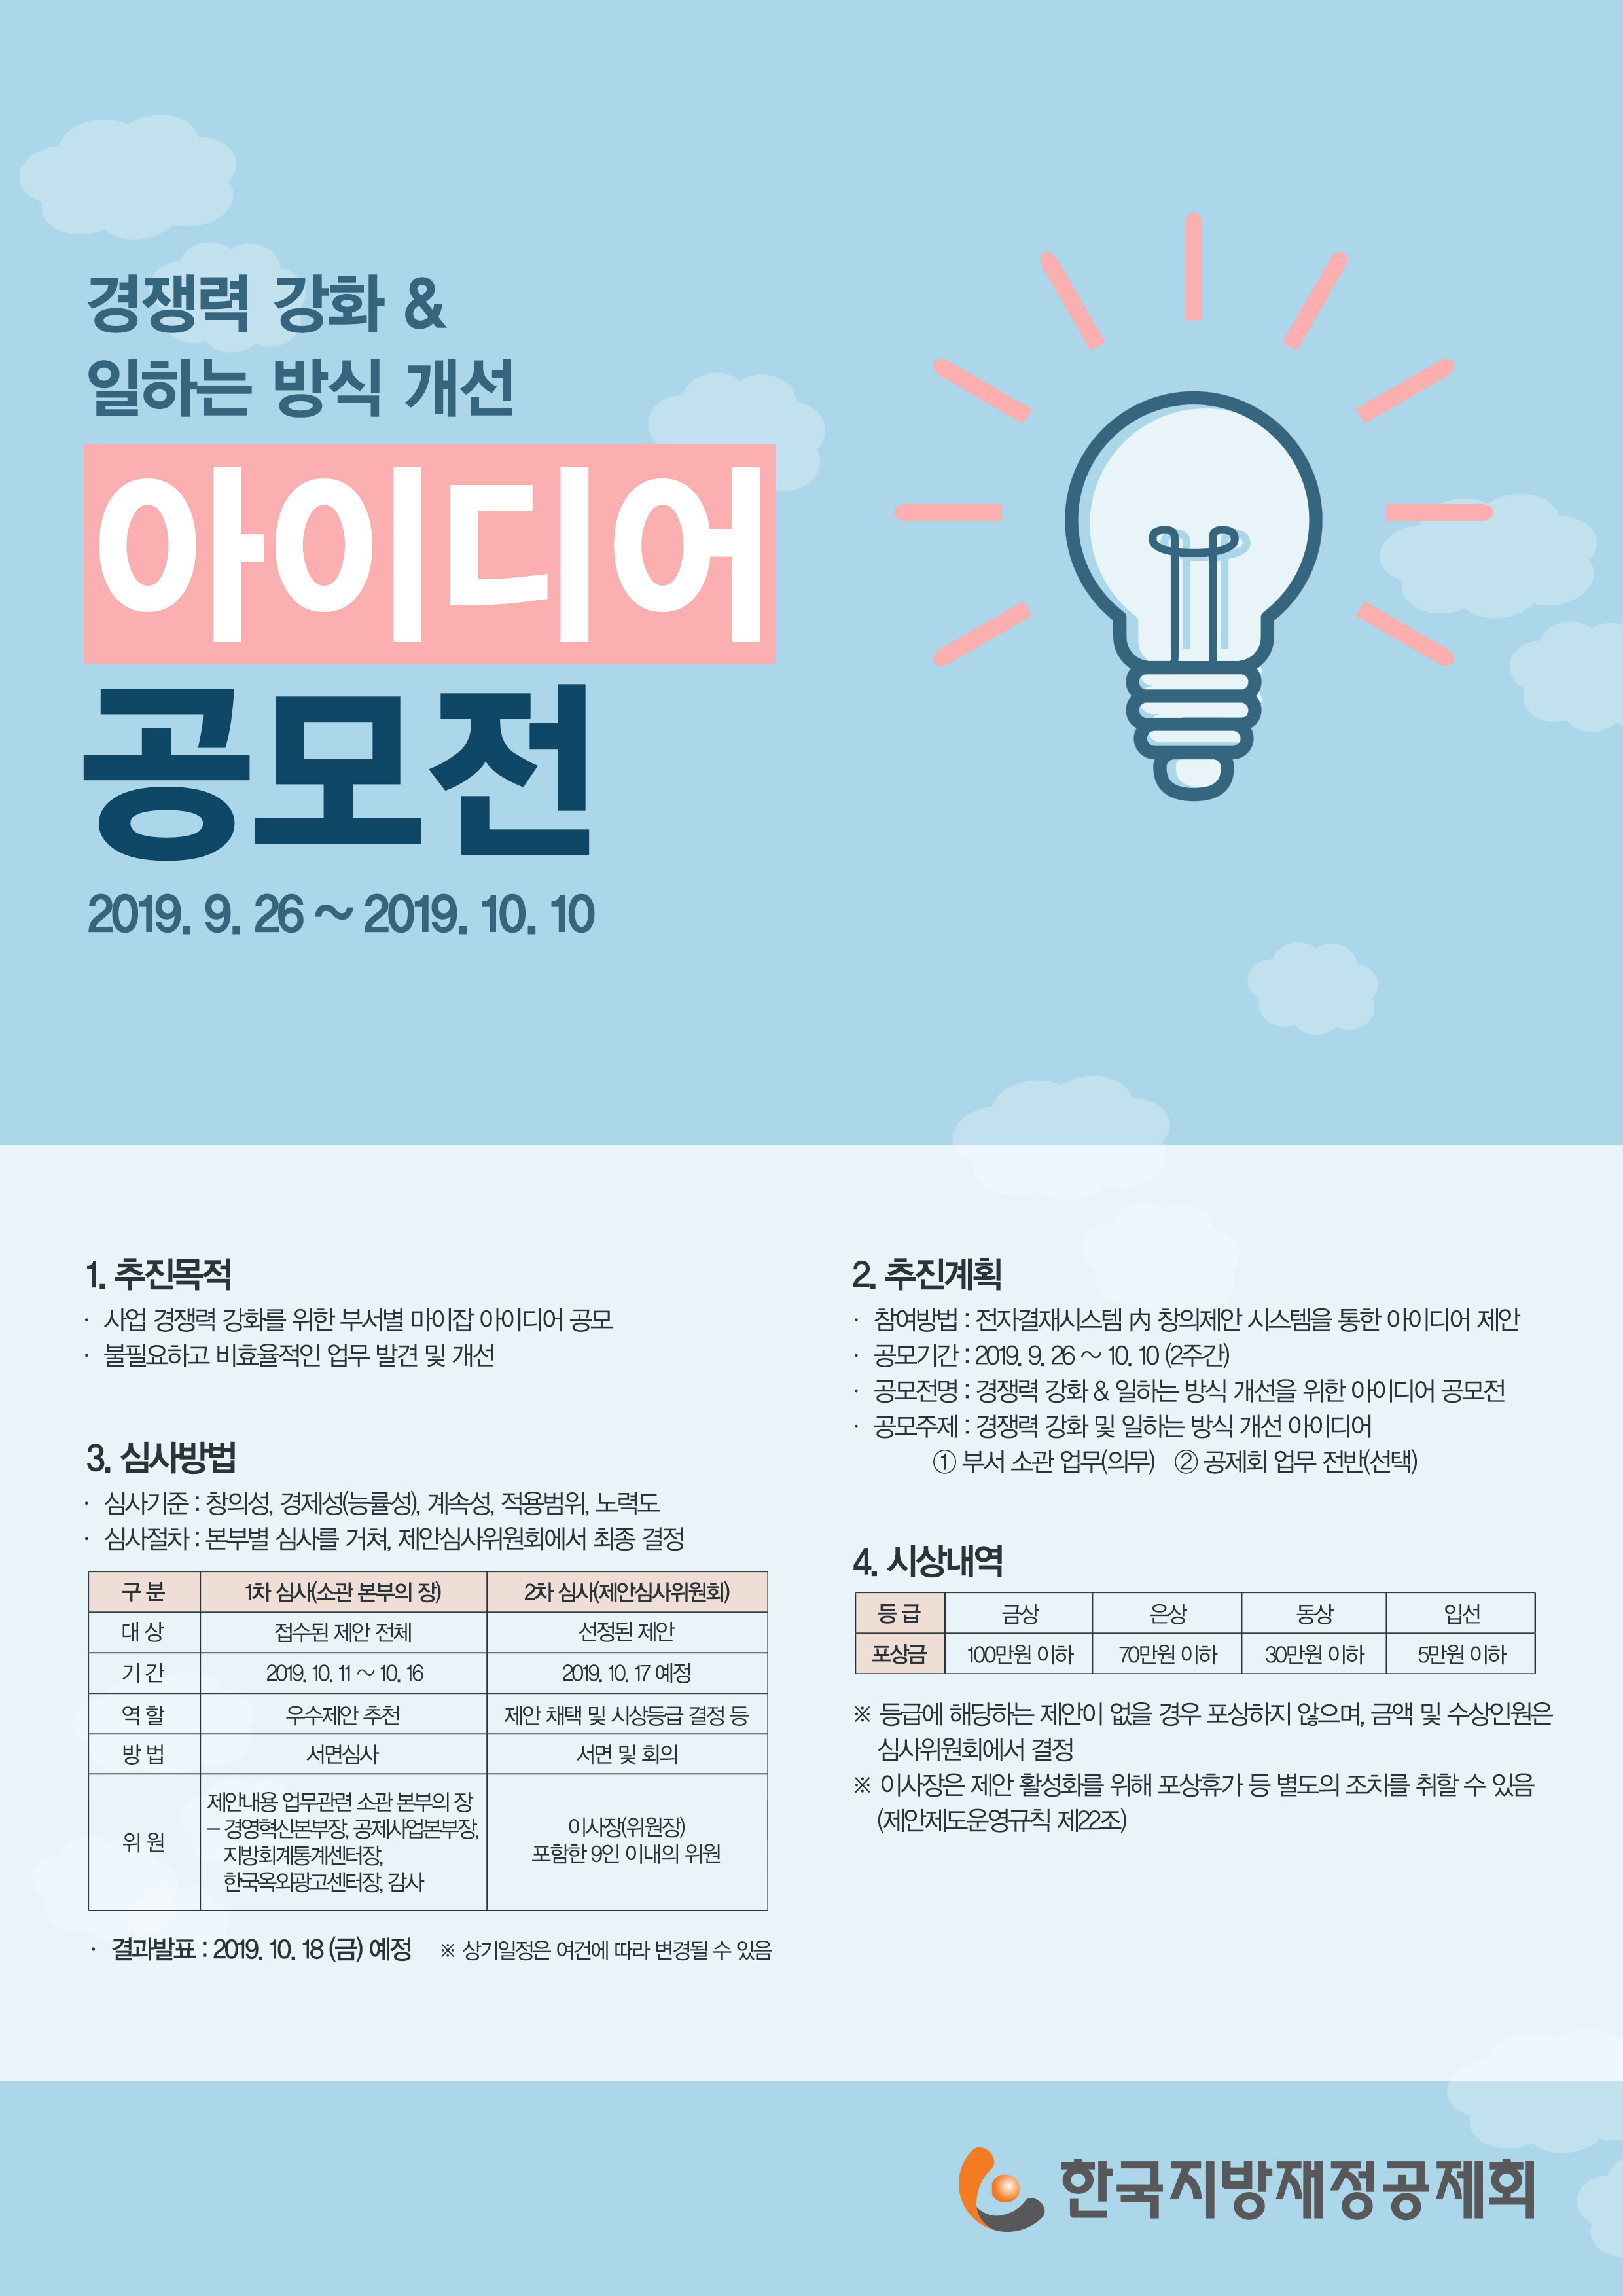 경쟁력 강화 &
일하는 방식 개선
아이디어
공모전
2019. 9. 26 ~ 2019. 10. 10
1. 추진목적
· 사업 경쟁력 강화를 위한 부서별 마이잡 아이디어 공모
· 불필요하고 비효율적인 업무 발견 및 개선
2. 추진계획
· 참여방법 : 전자결재시스템 內 창의제안 시스템을 통한 아이디어 제안
· 공모기간 : 2019. 9. 26 ~ 10. 10 (2주간)
· 공모전명 : 경쟁력 강화 & 일하는 방식 개선을 위한 아이디어 공모전
· 공모주제 : 경쟁력 강화 및 일하는 방식 개선 아이디어
① 부서 소관 업무(의무) ② 공제회 업무 전반(선택)
3. 심사방법
· 심사기준 : 창의성, 경제성(능률성), 계속성, 적용범위, 노력도
· 심사절차 : 본부별 심사를 거쳐, 제안심사위원회에서 최종 결정
구 분 1차 심사(소관 본부의 장) 2차 심사(제안심사위원회)
대 상 접수된 제안 전체 선정된 제안
기 간 2019. 10. 11 ~ 10. 16 2019. 10. 17 예정
역 할 우수제안 추천 제안 채택 및 시상등급 결정 등
방 법 서면심사 서면 및 회의
위 원
제안내용 업무관련 소관 본부의 장
- 경영혁신본부장, 공제사업본부장,
지방회계통계센터장,
한국옥외광고센터장, 감사
이사장(위원장)
포함한 9인 이내의 위원
· 결과발표 : 2019. 10. 18 (금) 예정 ※ 상기일정은 여건에 따라 변경될 수 있음
4. 시상내역
등 급 금상 은상 동상 입선
포상금 100만원 이하 70만원 이하 30만원 이하 5만원 이하
※ 등급에 해당하는 제안이 없을 경우 포상하지 않으며, 금액 및 수상인원은
심사위원회에서 결정
※ 이사장은 제안 활성화를 위해 포상휴가 등 별도의 조치를 취할 수 있음
(제안제도운영규칙 제22조)
한국지방재정공제회